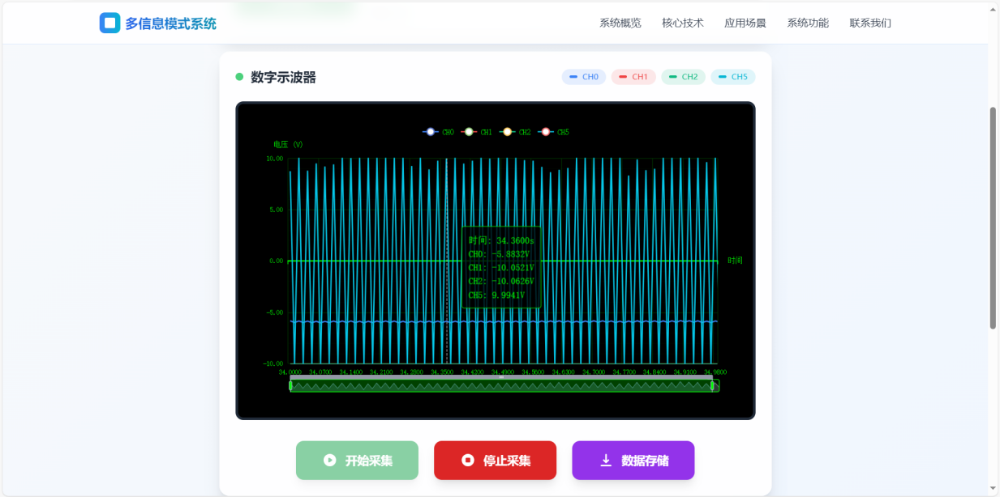 多信息模式系统
系统概览 核心技术 应用场景 系统功能 联系我们
数字示波器
CH0 CH1 CH2 CH5
CH0 CH1 CH2 CH5
电压 (V)
10.00
5.00
0.00
-5.00
-10.00
时间
时间: 34.3600s
CH0: -5.8832V
CH1: -10.0521V
CH2: -10.0626V
CH5: 9.9941V
34.0000 34.0700 34.1400 34.2100 34.2800 34.3500 34.4200 34.4900 34.5600 34.6300 34.7000 34.7700 34.8400 34.9100 34.9800
开始采集 停止采集 数据存储